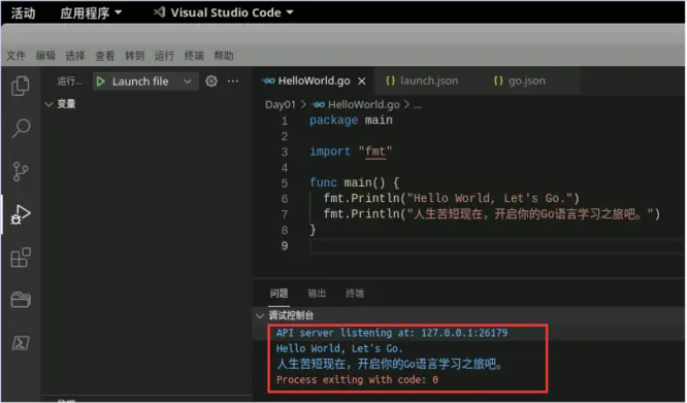 活动 应用程序 Visual Studio Code
文件 编辑 选择 查看 转到 运行 终端 帮助
运行... Launch file ... HelloWorld.go launch.json go.json
变量
Day01 > HelloWorld.go > ...
1 package main
2
3 import "fmt"
4
5 func main() {
6 fmt.Println("Hello World, Let's Go.")
7 fmt.Println("人生苦短现在，开启你的Go语言学习之旅吧。")
8 }
9
问题 输出 终端
调试控制台
API server listening at: 127.0.0.1:26179
Hello World, Let's Go.
人生苦短现在，开启你的Go语言学习之旅吧。
Process exiting with code: 0